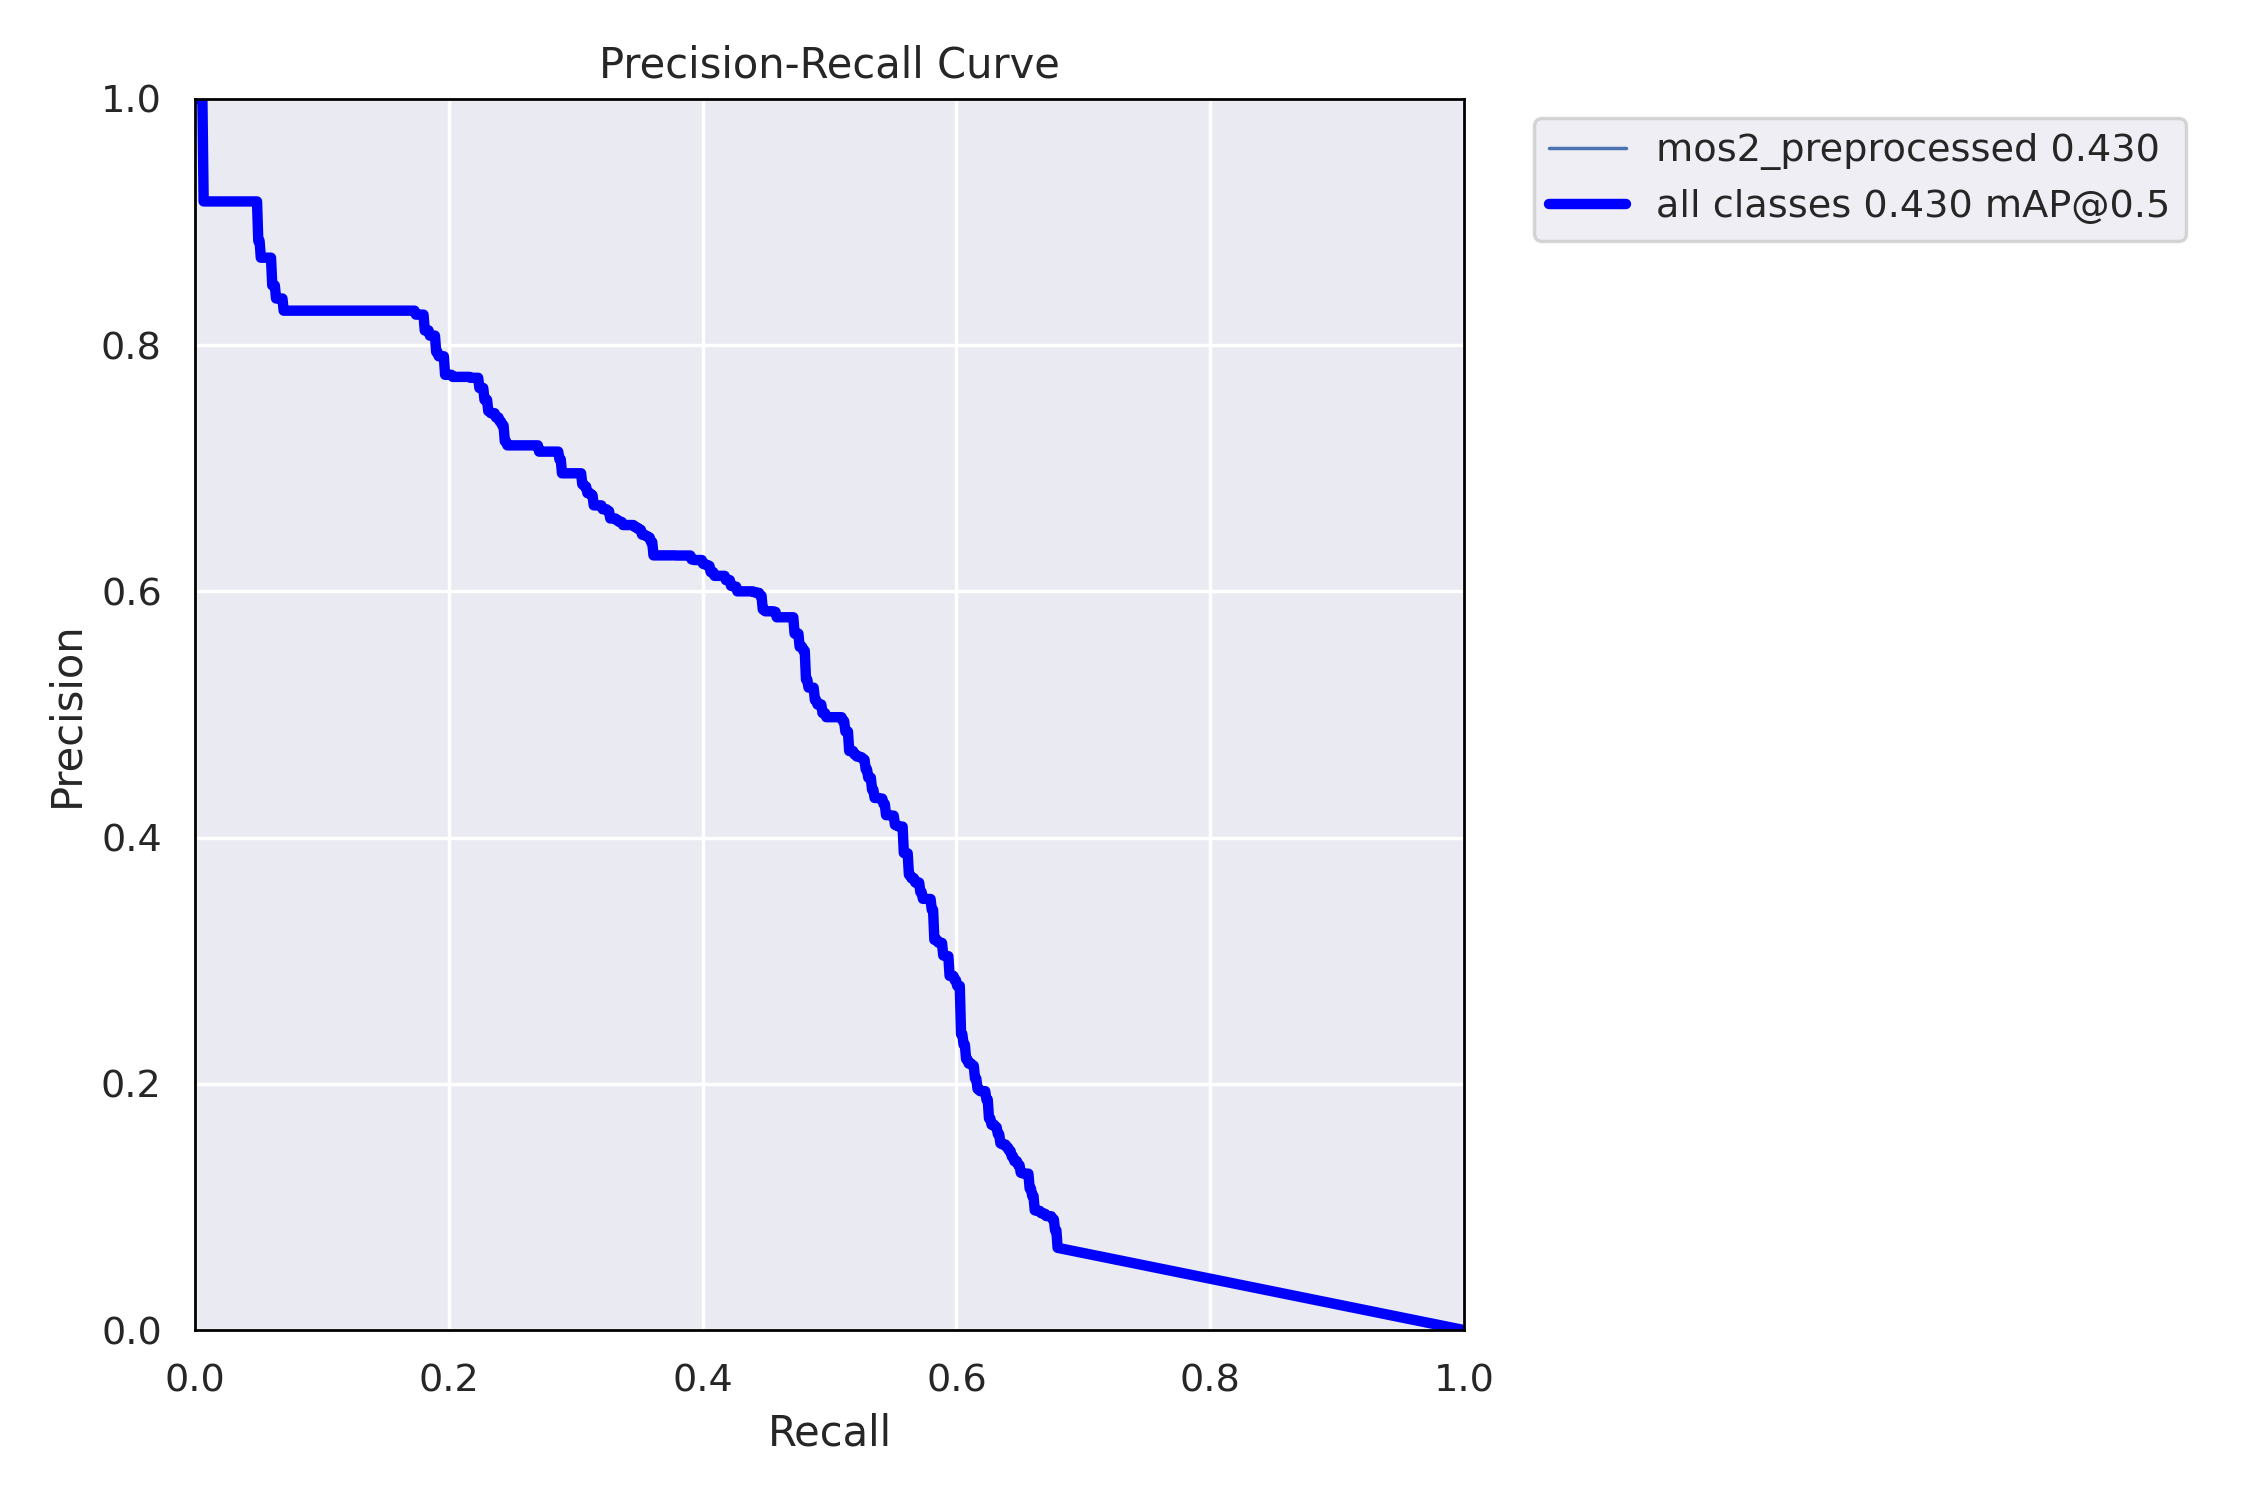 Precision-Recall Curve
1.0
0.8
0.6
0.4
0.2
0.0
Precision
0.0 0.2 0.4 0.6 0.8 1.0
Recall
mos2_preprocessed 0.430
all classes 0.430 mAP@0.5